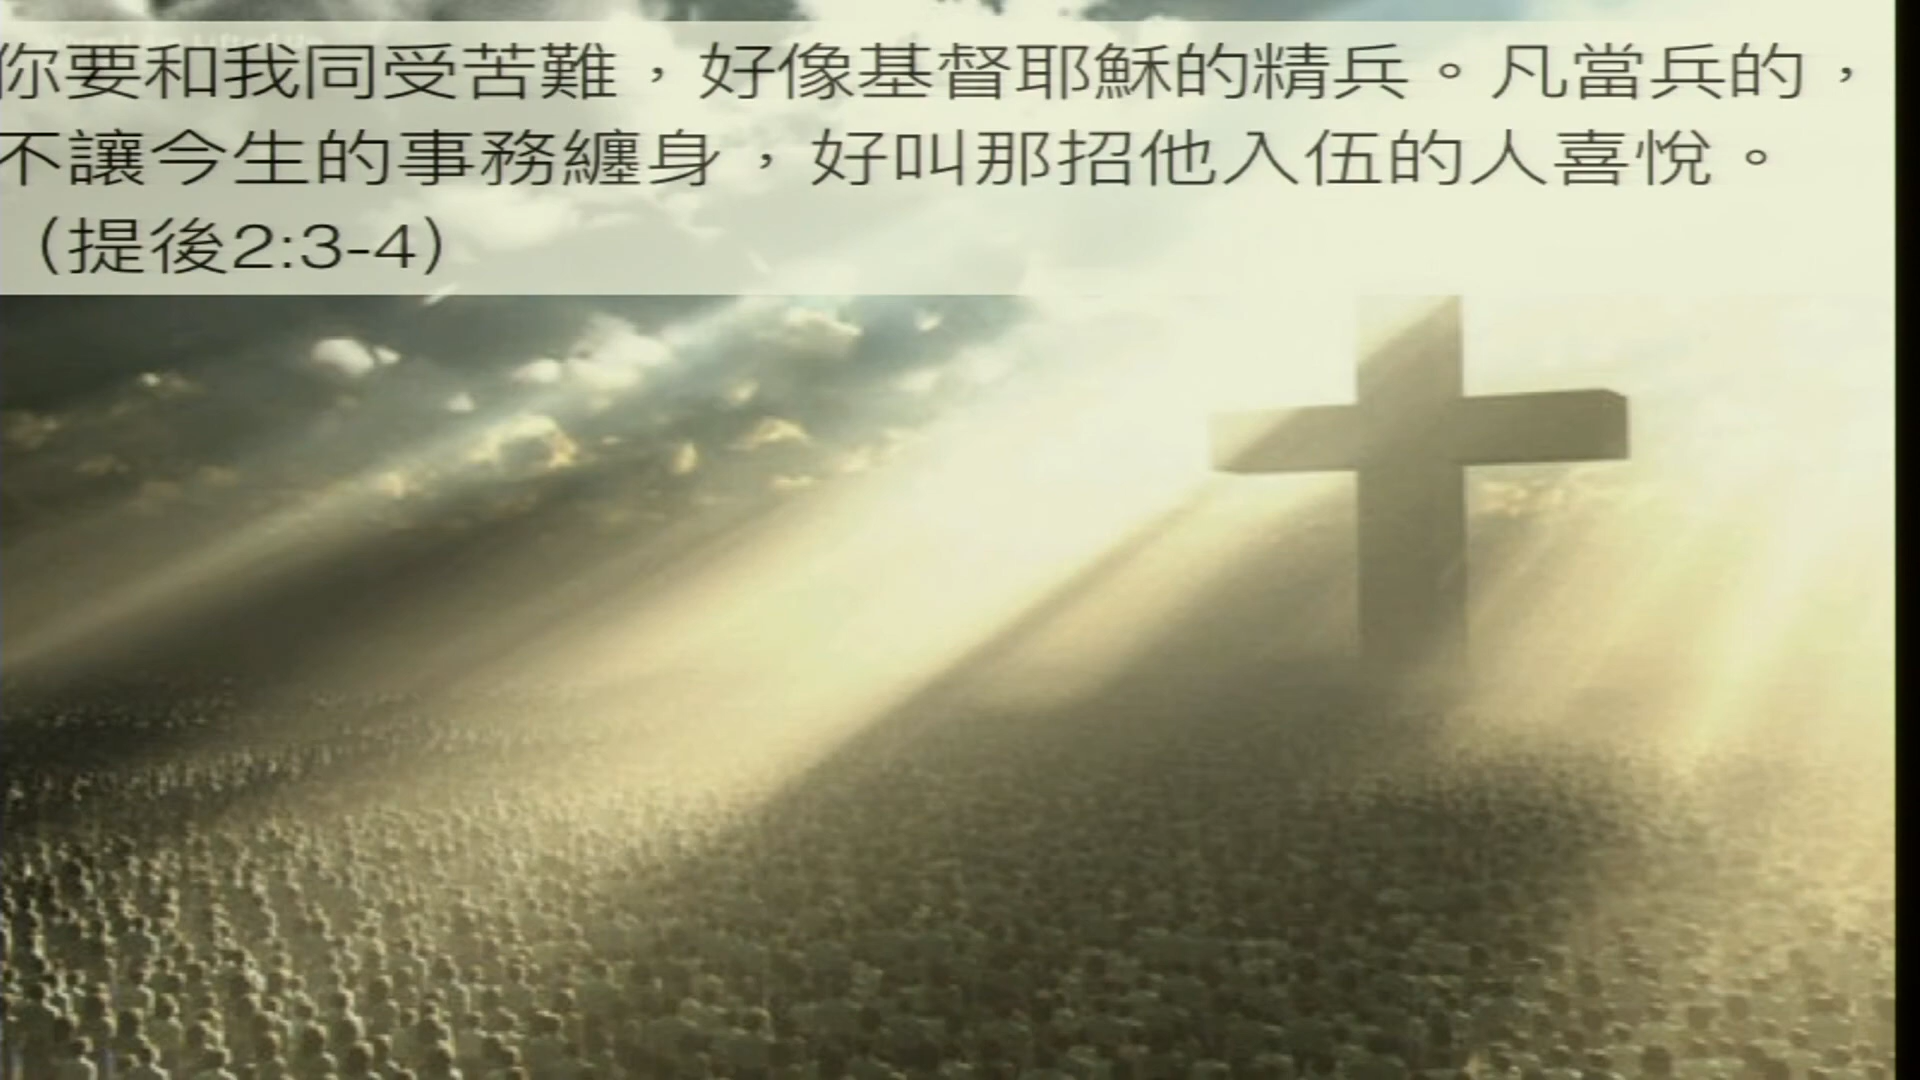 你要和我同受苦難，好像基督耶穌的精兵。凡當兵的，
不讓今生的事務纏身，好叫那招他入伍的人喜悅。
（提後2:3-4）